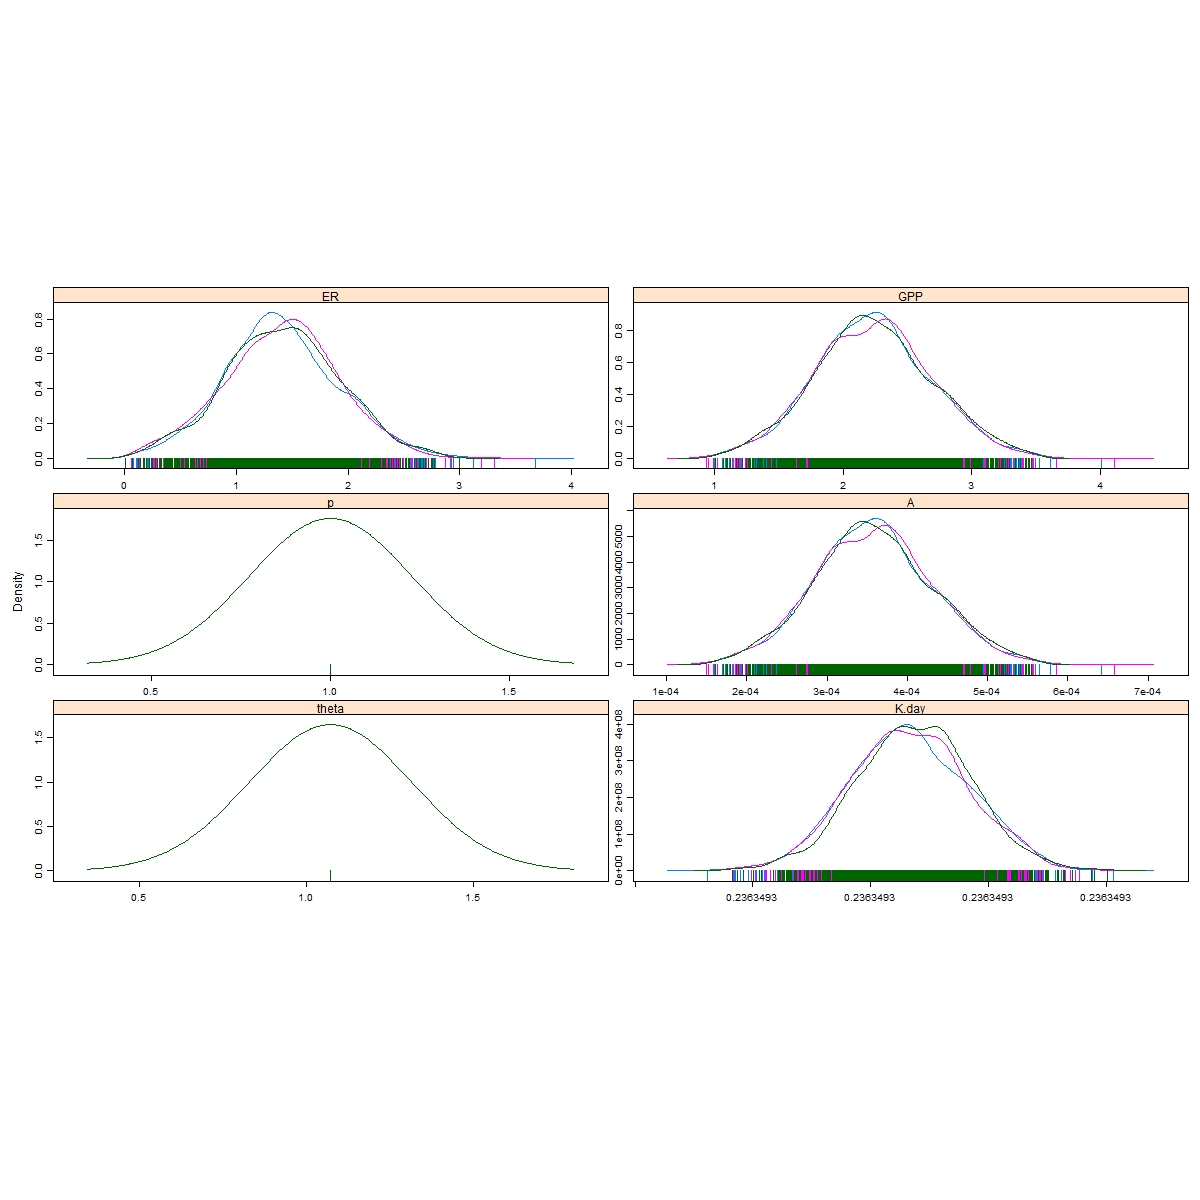 ER
GPP
0.0 0.2 0.4 0.6 0.8
0.0 0.2 0.4 0.6 0.8
0 1 2 3 4
1 2 3 4
p
A
Density
0.0 0.5 1.0 1.5
0 1000 2000 3000 4000 5000
0.5 1.0 1.5
1e-04 2e-04 3e-04 4e-04 5e-04 6e-04 7e-04
theta
K.day
0.0 0.5 1.0 1.5
0e+00 1e+08 2e+08 3e+08 4e+08
0.5 1.0 1.5
0.2363493 0.2363493 0.2363493 0.2363493